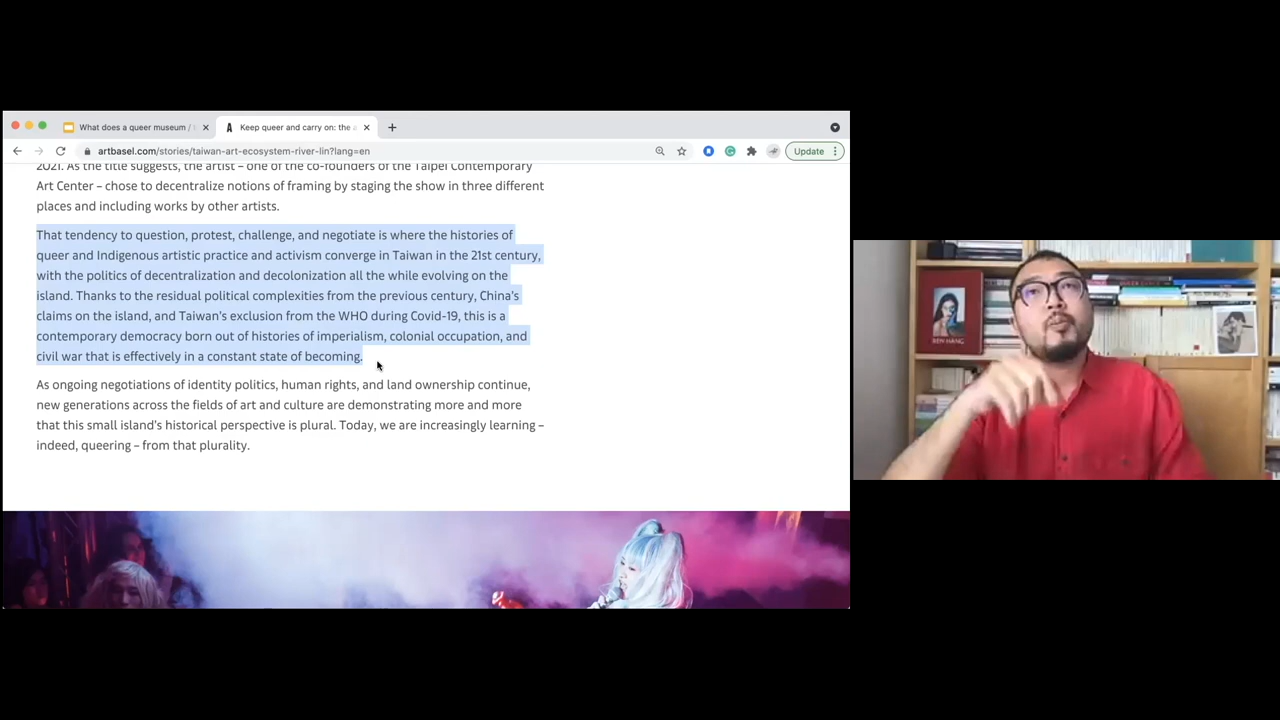 What does a queer museum /
Keep queer and carry on: the a
artbasel.com/stories/taiwan-art-ecosystem-river-lin?lang=en
Update
2021. As the title suggests, the artist – one of the co-founders of the Taipei Contemporary
Art Center – chose to decentralize notions of framing by staging the show in three different
places and including works by other artists.
That tendency to question, protest, challenge, and negotiate is where the histories of
queer and Indigenous artistic practice and activism converge in Taiwan in the 21st century,
with the politics of decentralization and decolonization all the while evolving on the
island. Thanks to the residual political complexities from the previous century, China's
claims on the island, and Taiwan's exclusion from the WHO during Covid-19, this is a
contemporary democracy born out of histories of imperialism, colonial occupation, and
civil war that is effectively in a constant state of becoming.
As ongoing negotiations of identity politics, human rights, and land ownership continue,
new generations across the fields of art and culture are demonstrating more and more
that this small island's historical perspective is plural. Today, we are increasingly learning –
indeed, queering – from that plurality.
REN HANG